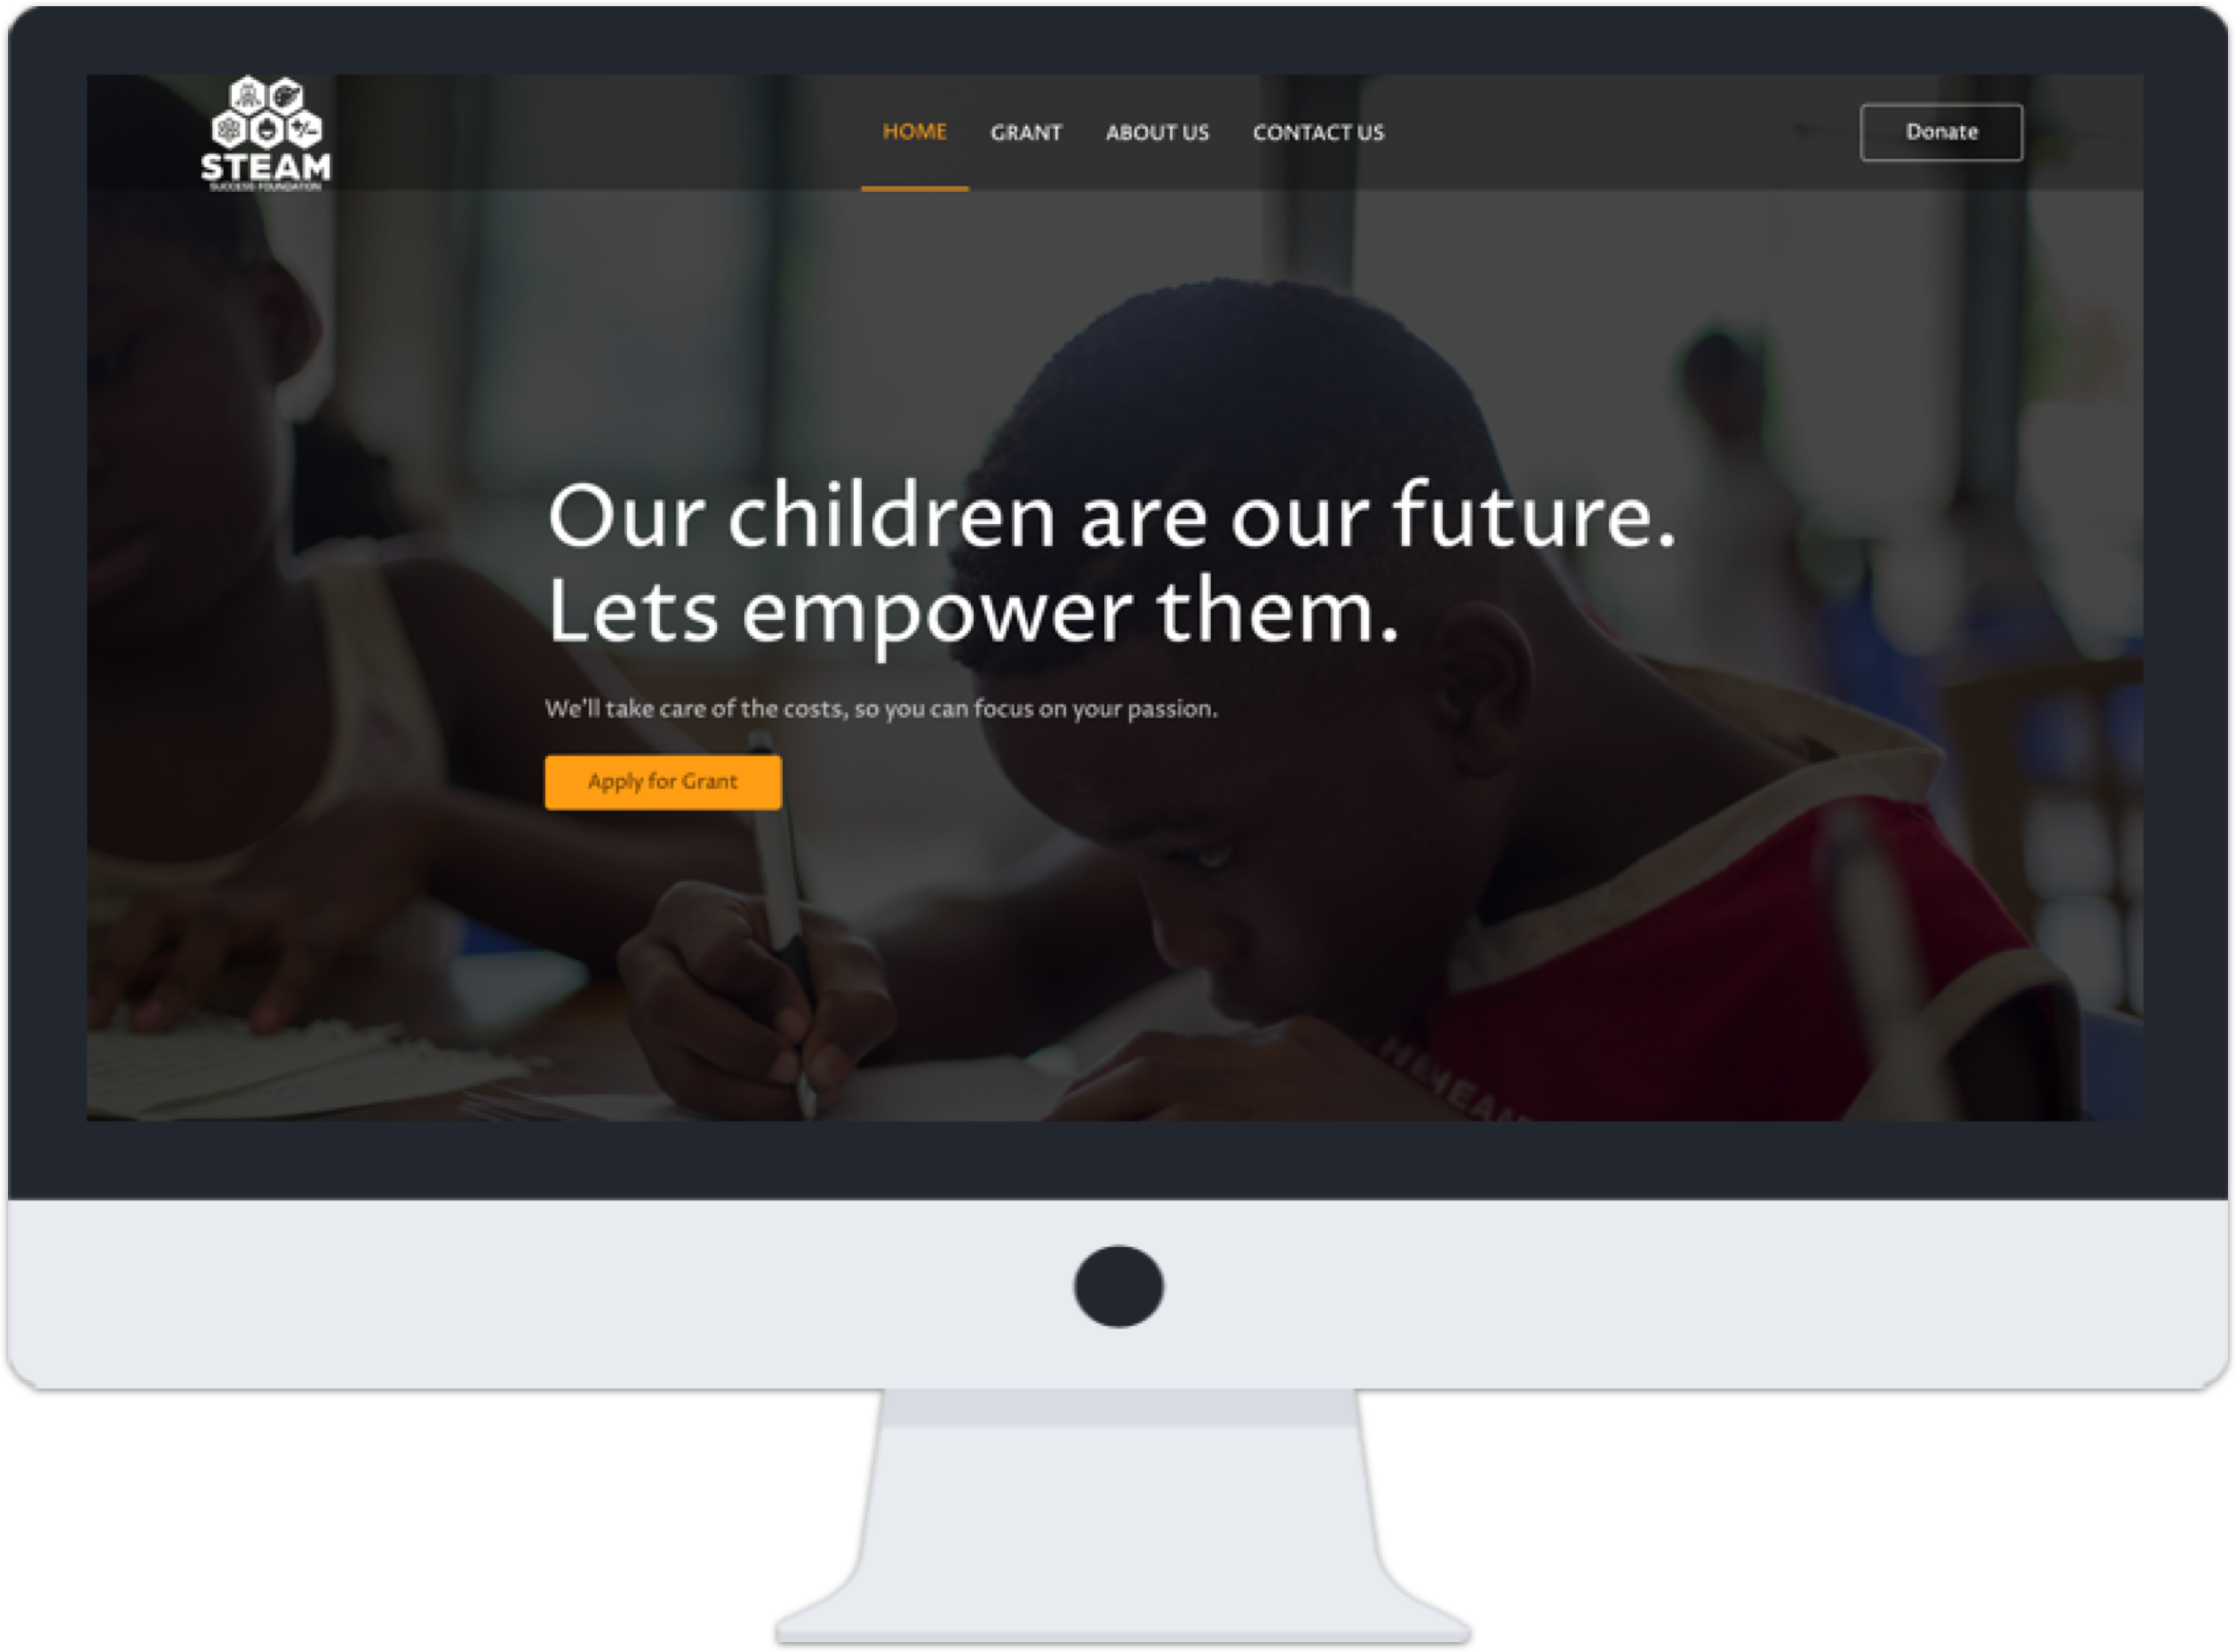 STEAM
SUCCESS FOUNDATION
HOME GRANT ABOUT US CONTACT US
Donate
Our children are our future.
Lets empower them.
We'll take care of the costs, so you can focus on your passion.
Apply for Grant